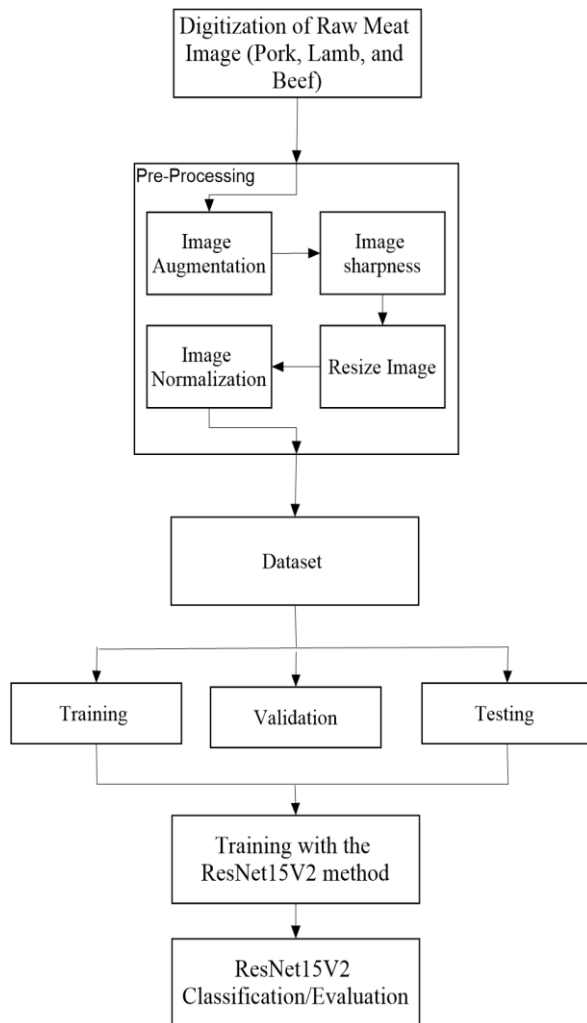 Digitization of Raw Meat
Image (Pork, Lamb, and
Beef)
Pre-Processing
Image
Augmentation
Image
sharpness
Image
Normalization
Resize Image
Dataset
Training
Validation
Testing
Training with the
ResNet15V2 method
ResNet15V2
Classification/Evaluation